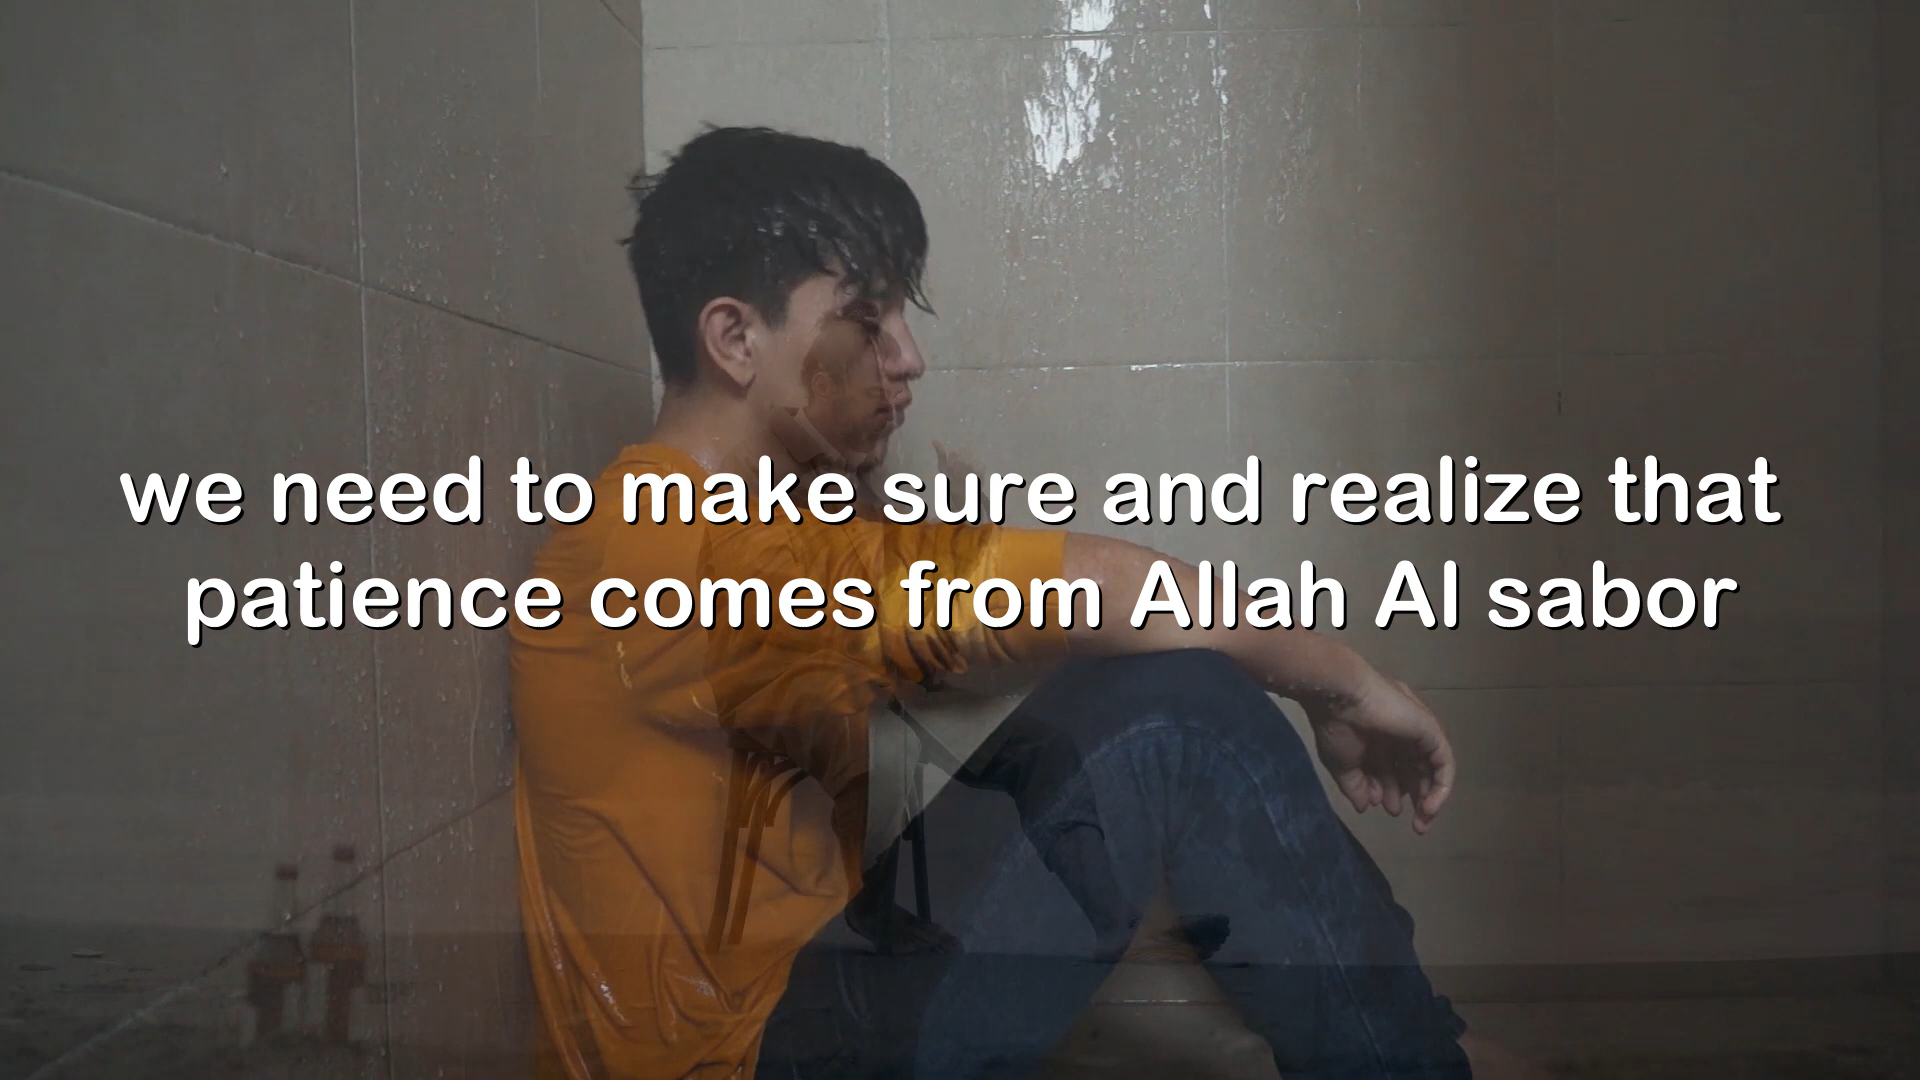 we need to make sure and realize that
patience comes from Allah Al sabor